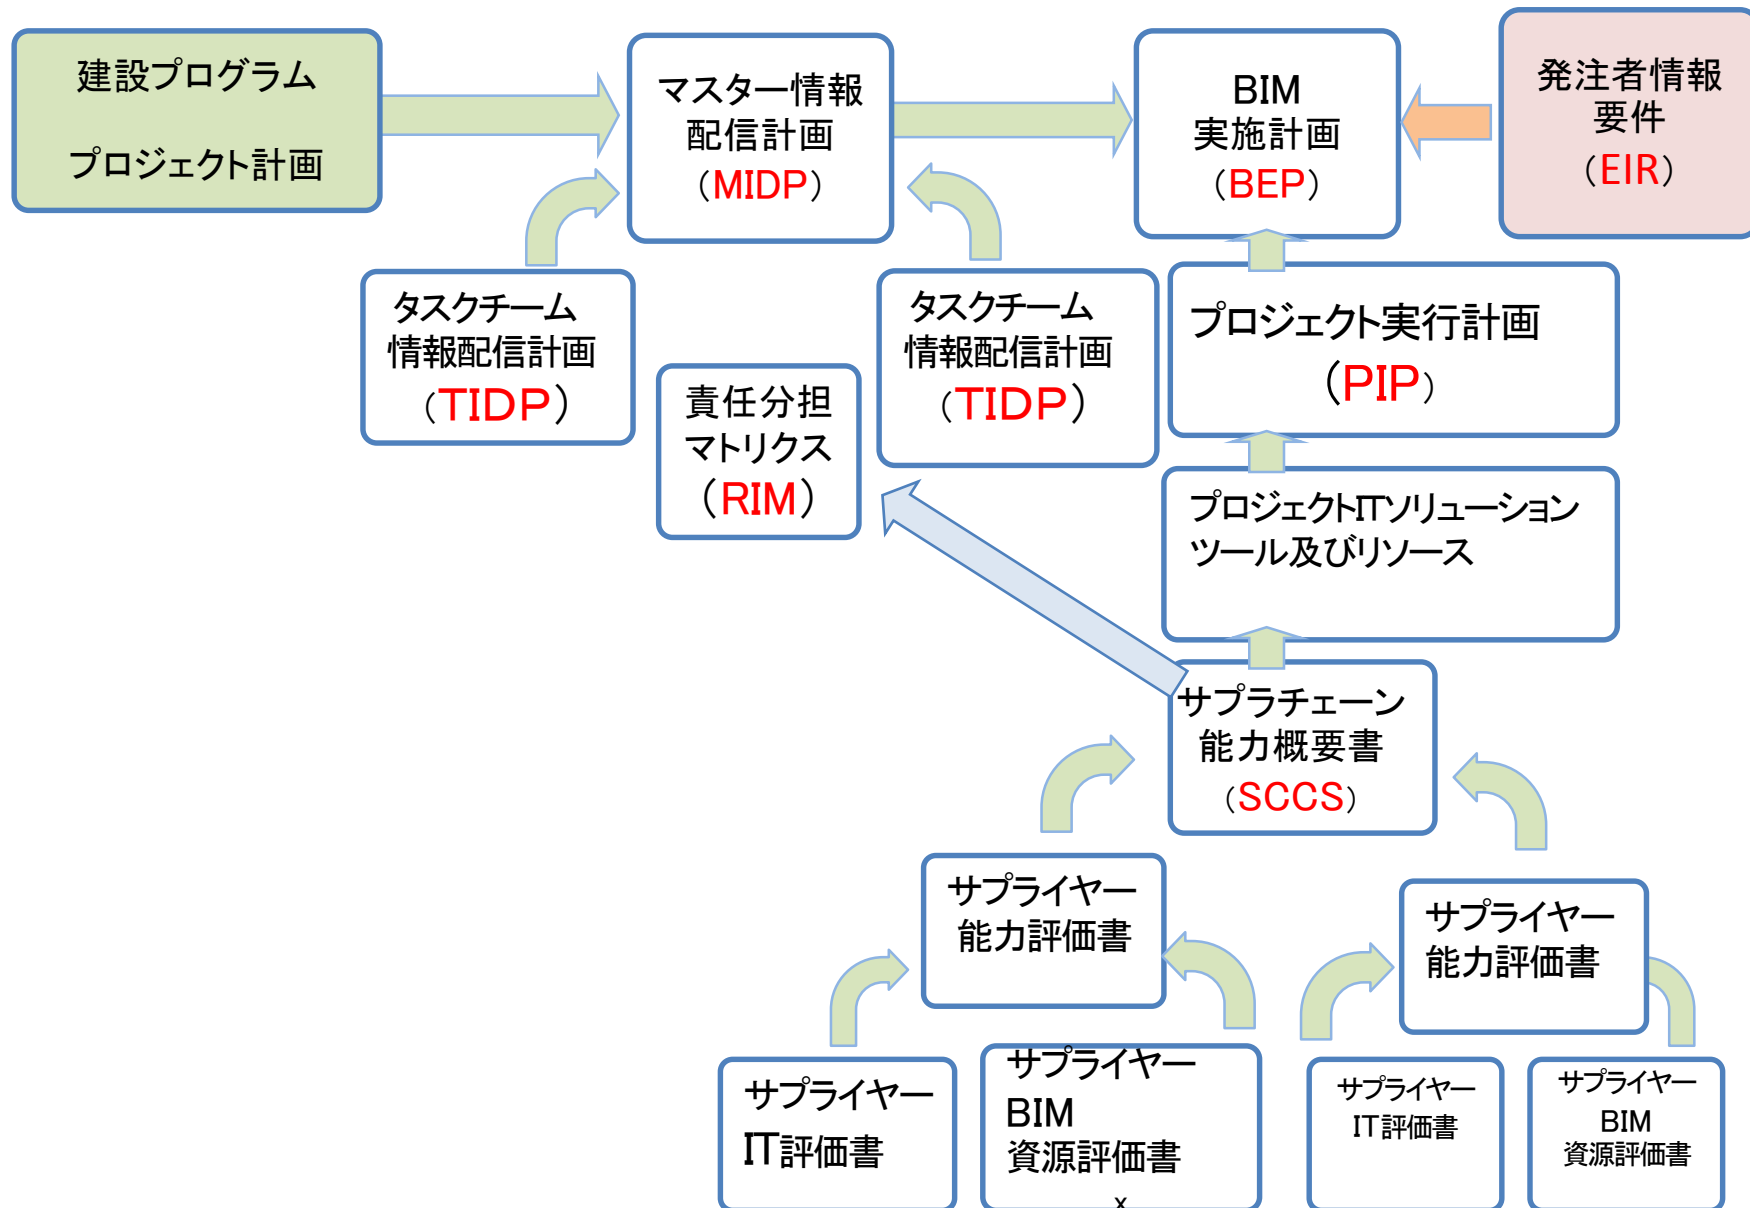 建設プログラム
プロジェクト計画
マスター情報
配信計画
（MIDP）
BIM
実施計画
（BEP）
発注者情報
要件
（EIR）
タスクチーム
情報配信計画
（TIDP）
責任分担
マトリクス
（RIM）
タスクチーム
情報配信計画
（TIDP）
プロジェクト実行計画
（PIP）
プロジェクトITソリューション
ツール及びリソース
サプラチェーン
能力概要書
（SCCS）
サプライヤー
能力評価書
サプライヤー
能力評価書
サプライヤー
IT評価書
サプライヤー
BIM
資源評価書
x
サプライヤー
IT評価書
サプライヤー
BIM
資源評価書